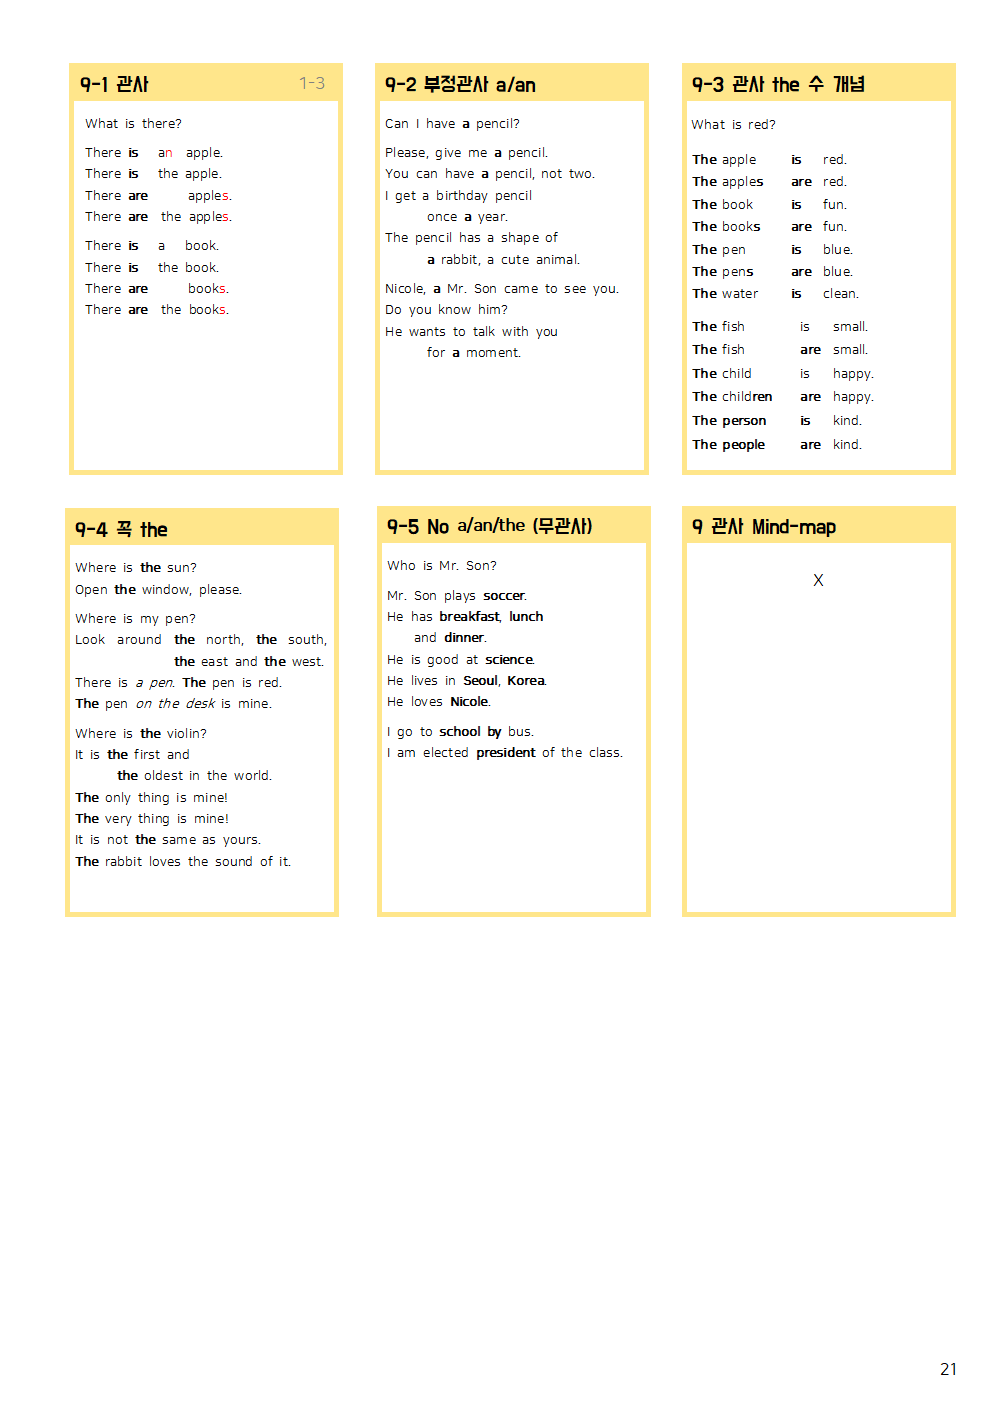 9-1 관사 1-3
What is there?
There is an apple.
There is the apple.
There are apples.
There are the apples.
There is a book.
There is the book.
There are books.
There are the books.
9-2 부정관사 a/an
Can I have a pencil?
Please, give me a pencil.
You can have a pencil, not two.
I get a birthday pencil
once a year.
The pencil has a shape of
a rabbit, a cute animal.
Nicole, a Mr. Son came to see you.
Do you know him?
He wants to talk with you
for a moment.
9-3 관사 the 수 개념
What is red?
The apple is red.
The apples are red.
The book is fun.
The books are fun.
The pen is blue.
The pens are blue.
The water is clean.
The fish is small.
The fish are small.
The child is happy.
The children are happy.
The person is kind.
The people are kind.
9-4 꼭 the
Where is the sun?
Open the window, please.
Where is my pen?
Look around the north, the south,
the east and the west.
There is a pen. The pen is red.
The pen on the desk is mine.
Where is the violin?
It is the first and
the oldest in the world.
The only thing is mine!
The very thing is mine!
It is not the same as yours.
The rabbit loves the sound of it.
9-5 No a/an/the (무관사)
Who is Mr. Son?
Mr. Son plays soccer.
He has breakfast, lunch
and dinner.
He is good at science.
He lives in Seoul, Korea.
He loves Nicole.
I go to school by bus.
I am elected president of the class.
9 관사 Mind-map
X
21